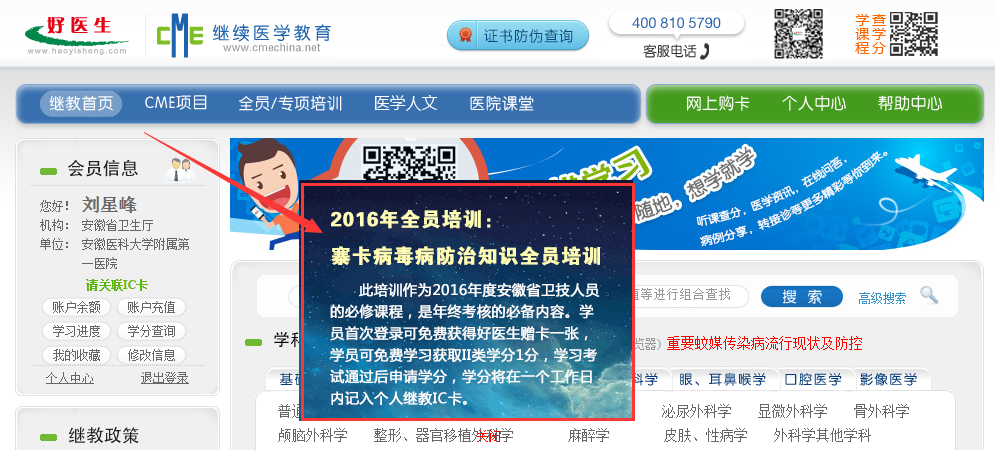 好医生
www.haoyisheng.com
CME 继续医学教育
www.cmechina.net
证书防伪查询
400 810 5790
客服电话
查学
课程
学分
继教首页 CME项目 全员/专项培训 医学人文 医院课堂
网上购卡 个人中心 帮助中心
会员信息
您好! 刘星峰
机构: 安徽省卫生厅
单位: 安徽医科大学附属第
一医院
请关联IC卡
账户余额 账户充值
学习进度 学分查询
我的收藏 修改信息
个人中心 退出登录
继教政策
学习
随地，想学就学
听课查分，医学资讯，在线问答，
病例分享，转接诊等更多精彩等你到来。
2016年全员培训：
寨卡病毒病防治知识全员培训
此培训作为2016年度安徽省卫技人员
的必修课程，是年终考核的必备内容。学
员首次登录可免费获得好医生赠卡一张，
学员可免费学习获取II类学分1分，学习考
试通过后申请学分，学分将在一个工作日
内记入个人继教IC卡。
值等进行组合查找 搜 索 高级搜索
学科
览器) 重要蚊媒传染病流行现状及防控
基础 科学 眼、耳鼻喉学 口腔医学 影像医学
普通 泌尿外科学 显微外科学 骨外科学
颅脑外科学 整形、器官移植外科学 麻醉学 皮肤、性病学 外科学其他学科